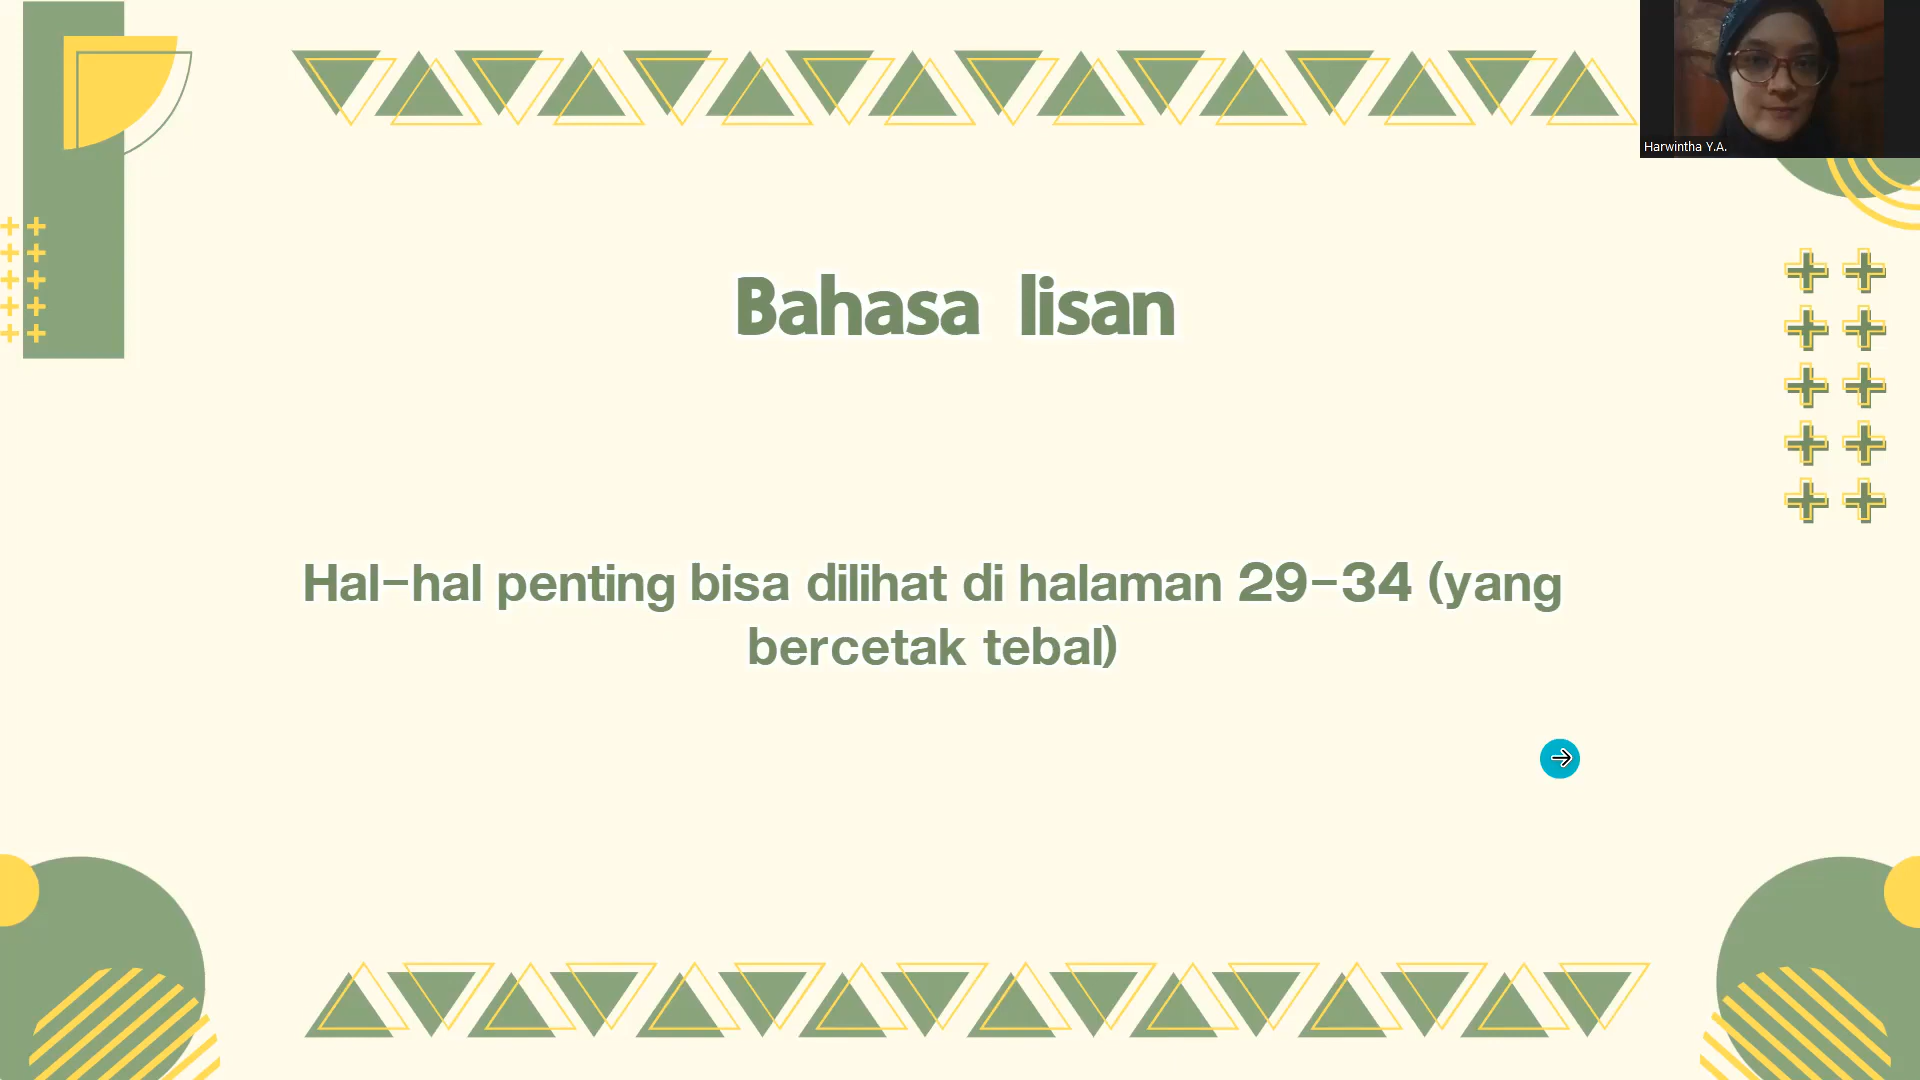 Harwintha Y.A.
Bahasa lisan
Hal-hal penting bisa dilihat di halaman 29-34 (yang
bercetak tebal)